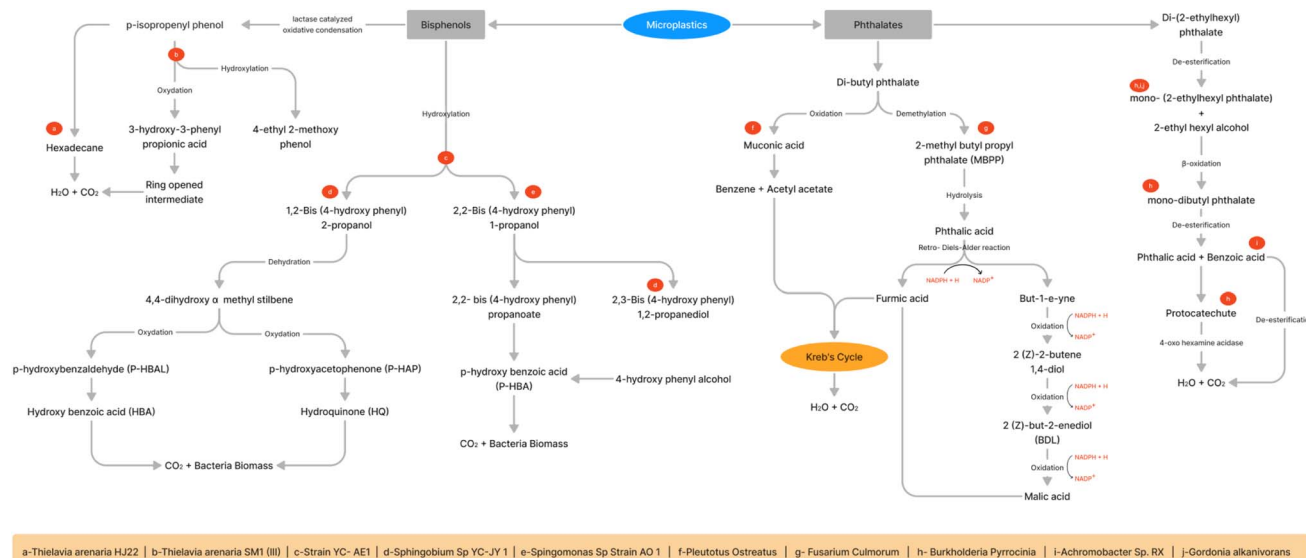 p-isopropenyl phenol
lactase catalyzed
oxidative condensation
Bisphenols
Microplastics
Phthalates
Di-(2-ethylhexyl)
phthalate
b
Hydroxylation
Oxydation
a
Hexadecane
3-hydroxy-3-phenyl
propionic acid
4-ethyl 2-methoxy
phenol
H₂O + CO₂
Ring opened
intermediate
Hydroxylation
c
d
1,2-Bis (4-hydroxy phenyl)
2-propanol
e
2,2-Bis (4-hydroxy phenyl)
1-propanol
Dehydration
4,4-dihydroxy α methyl stilbene
Oxydation
Oxydation
p-hydroxybenzaldehyde (P-HBAL)
p-hydroxyacetophenone (P-HAP)
Hydroxy benzoic acid (HBA)
Hydroquinone (HQ)
CO₂ + Bacteria Biomass
2,2- bis (4-hydroxy phenyl)
propanoate
d
2,3-Bis (4-hydroxy phenyl)
1,2-propanediol
p-hydroxy benzoic acid
(P-HBA)
4-hydroxy phenyl alcohol
CO₂ + Bacteria Biomass
Di-butyl phthalate
Oxidation
Demethylation
f
Muconic acid
g
2-methyl butyl propyl
phthalate (MBPP)
Benzene + Acetyl acetate
Hydrolysis
Phthalic acid
Retro- Diels-Alder reaction
NADPH + H
NADP⁺
Furmic acid
But-1-e-yne
Oxidation
NADPH + H
NADP⁺
Kreb's Cycle
2 (Z)-2-butene
1,4-diol
H₂O + CO₂
Oxidation
NADPH + H
NADP⁺
2 (Z)-but-2-enediol
(BDL)
Oxidation
NADPH + H
NADP⁺
Malic acid
De-esterification
h,i,j
mono- (2-ethylhexyl phthalate)
+
2-ethyl hexyl alcohol
β-oxidation
h
mono-dibutyl phthalate
De-esterification
i
Phthalic acid + Benzoic acid
h
Protocatechute
De-esterification
4-oxo hexamine acidase
H₂O + CO₂
a-Thielavia arenaria HJ22 | b-Thielavia arenaria SM1 (III) | c-Strain YC- AE1 | d-Sphingobium Sp YC-JY 1 | e-Spingomonas Sp Strain AO 1 | f-Pleutotus Ostreatus | g- Fusarium Culmorum | h- Burkholderia Pyrrocinia | i-Achromobacter Sp. RX | j-Gordonia alkanivorans